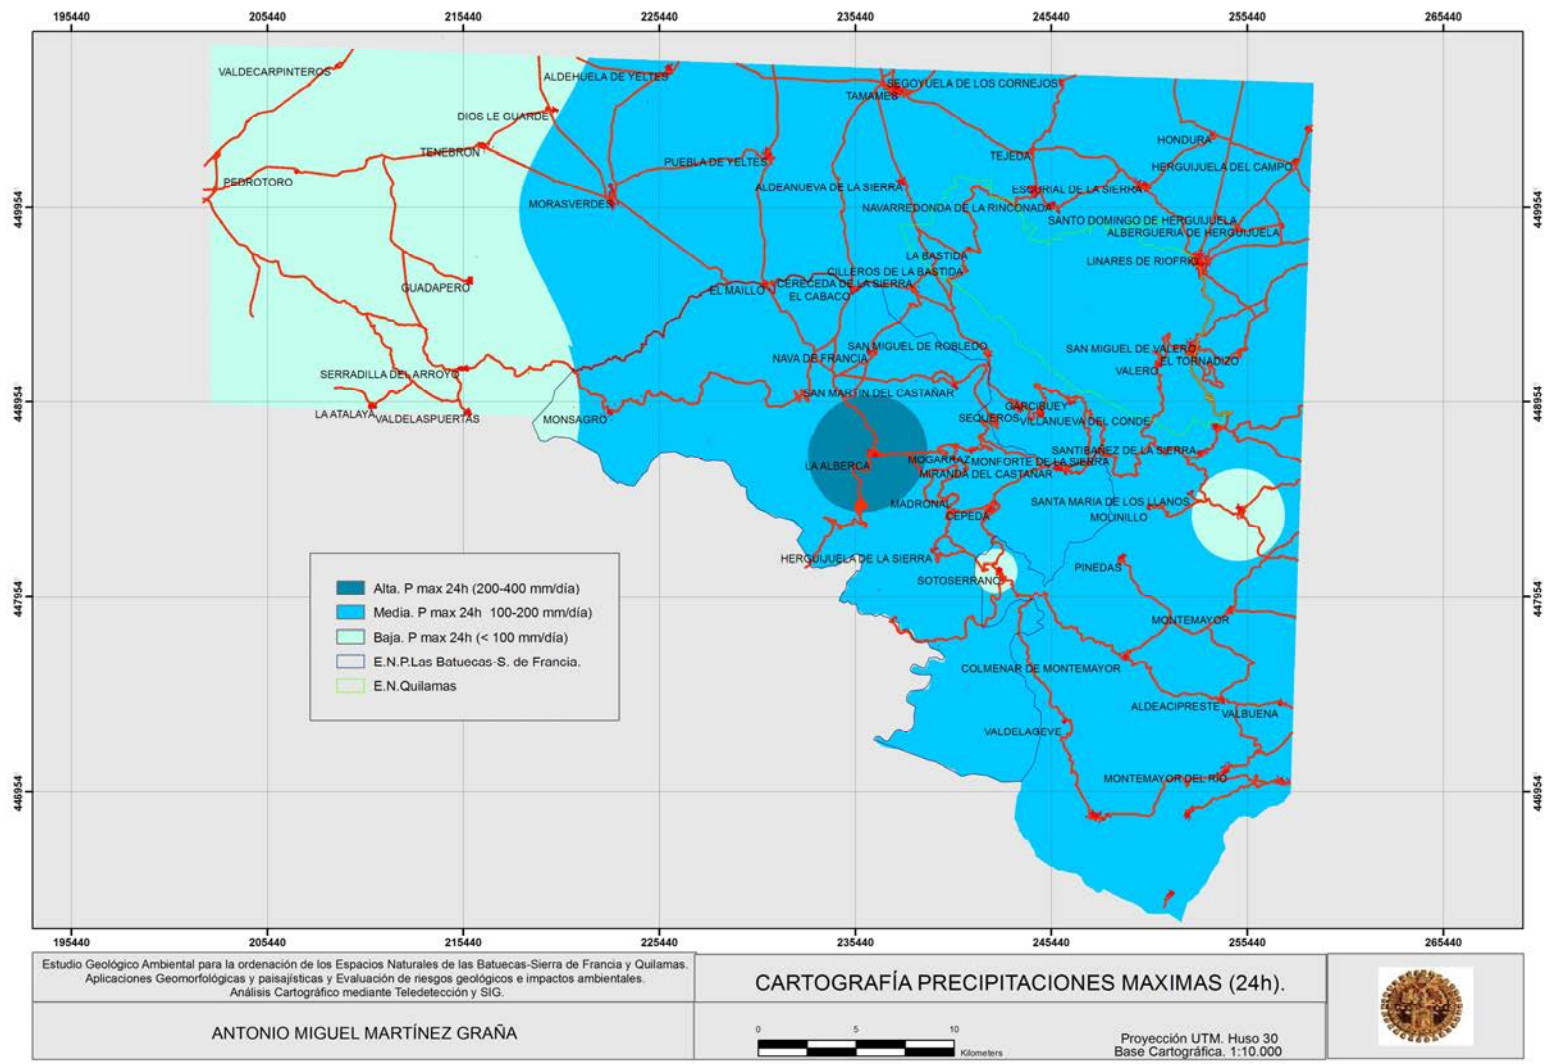 195440 205440 215440 225440 235440 245440 255440 265440
VALDECARPINTEROS
ALDEHUELA DE YELTES
SEGOYUELA DE LOS CORNEJOS
TAMAMES
DIOS LE GUARDE
HONDURA
TENEBRON
PUEBLA DE YELTES
TEJEDA
HERGUIJUELA DEL CAMPO
PEDROTORO
ALDEANUEVA DE LA SIERRA
ESCURIAL DE LA SIERRA
MORASVERDES
NAVARREDONDA DE LA RINCONADA
449954
449954
SANTO DOMINGO DE HERGUIJUELA
ALBERGUERIA DE HERGUIJUELA
LA BASTIDA
LINARES DE RIOFRIO
CILLEROS DE LA BASTIDA
GUADAPERO
EL MAILLO
CERECEDA DE LA SIERRA
EL CABACO
SAN MIGUEL DE ROBLEDO
SAN MIGUEL DE VALERO
NAVA DE FRANCIA
EL TORNADIZO
SERRADILLA DEL ARROYO
VALERO
SAN MARTIN DEL CASTAÑAR
448954
448954
GARCIBUEY
LA ATALAYA
VALDELASPUERTAS
MONSAGRO
SEQUEROS
VILLANUEVA DEL CONDE
SANTIBAÑEZ DE LA SIERRA
LA ALBERCA
MOGARRAZ
MONFORTE DE LA SIERRA
MIRANDA DEL CASTAÑAR
MADROÑAL
SANTA MARIA DE LOS LLANOS
CEPEDA
MOLINILLO
HERGUIJUELA DE LA SIERRA
PINEDAS
SOTOSERRANO
Alta. P max 24h (200-400 mm/día)
Media. P max 24h 100-200 mm/día)
Baja. P max 24h (< 100 mm/día)
E.N.P.Las Batuecas-S. de Francia.
E.N.Quilamas
447954
447954
MONTEMAYOR
COLMENAR DE MONTEMAYOR
ALDEACIPRESTE
VALBUENA
VALDELAGEVE
MONTEMAYOR DEL RIO
446954
446954
195440 205440 215440 225440 235440 245440 255440 265440
Estudio Geológico Ambiental para la ordenación de los Espacios Naturales de las Batuecas-Sierra de Francia y Quilamas.
Aplicaciones Geomorfológicas y paisajísticas y Evaluación de riesgos geológicos e impactos ambientales.
Análisis Cartográfico mediante Teledetección y SIG.
ANTONIO MIGUEL MARTÍNEZ GRAÑA
CARTOGRAFÍA PRECIPITACIONES MAXIMAS (24h).
0 5 10
Kilometers
Proyección UTM. Huso 30
Base Cartográfica. 1:10.000